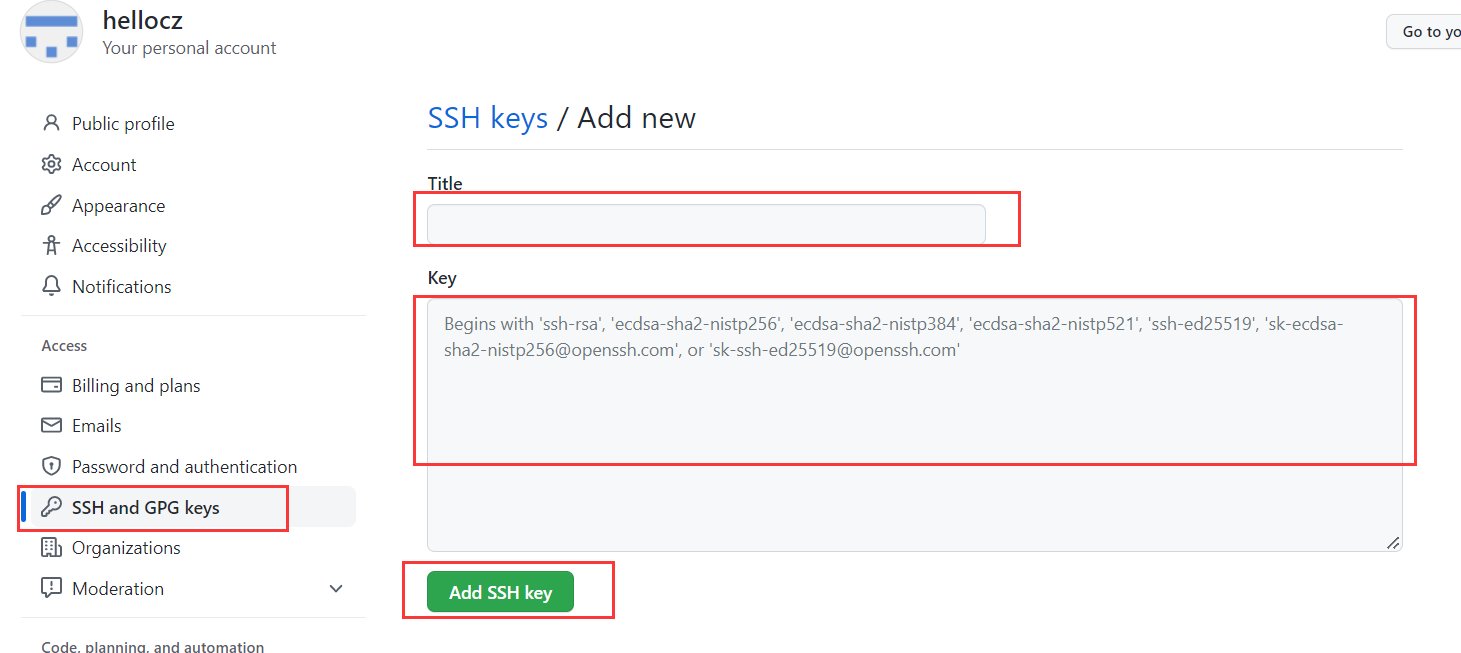 hellocz
Your personal account
Go to yo
Public profile
Account
Appearance
Accessibility
Notifications
Access
Billing and plans
Emails
Password and authentication
SSH and GPG keys
Organizations
Moderation
Code, planning, and automation
SSH keys / Add new
Title
Key
Begins with 'ssh-rsa', 'ecdsa-sha2-nistp256', 'ecdsa-sha2-nistp384', 'ecdsa-sha2-nistp521', 'ssh-ed25519', 'sk-ecdsa-
sha2-nistp256@openssh.com', or 'sk-ssh-ed25519@openssh.com'
Add SSH key